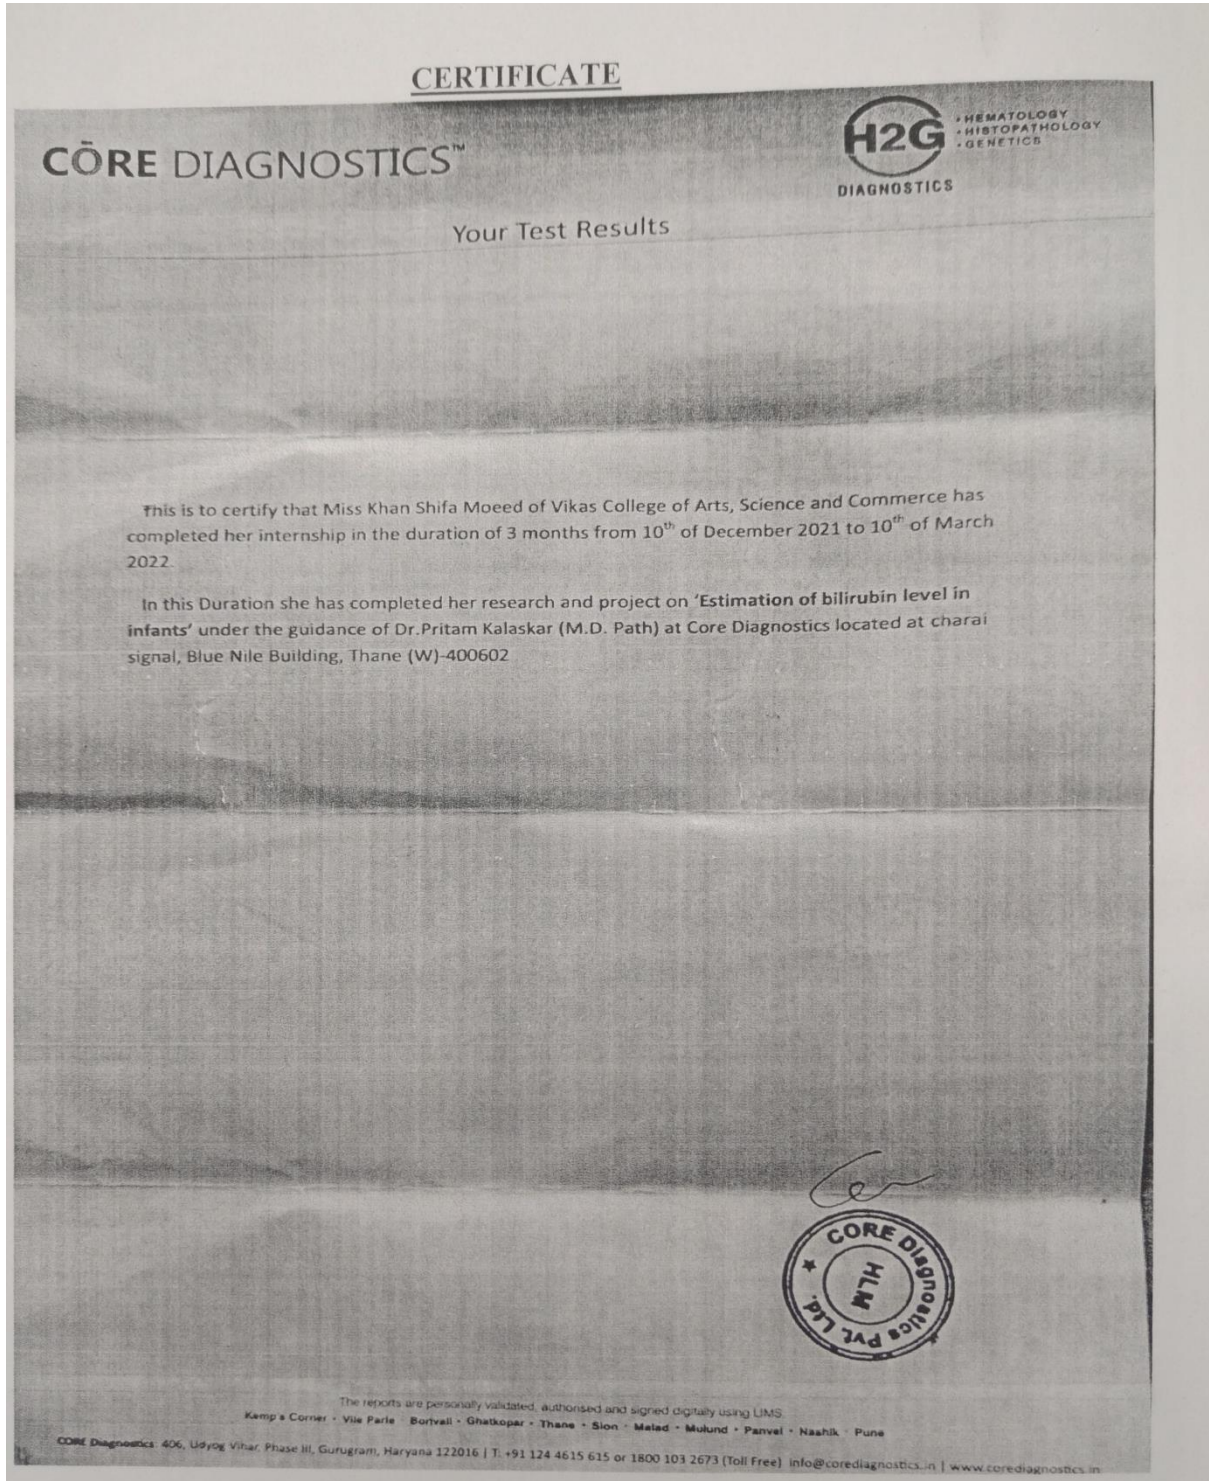 CERTIFICATE
CŌRE DIAGNOSTICS™
H2G
• HEMATOLOGY
• HISTOPATHOLOGY
• GENETICS
DIAGNOSTICS
Your Test Results
This is to certify that Miss Khan Shifa Moeed of Vikas College of Arts, Science and Commerce has
completed her internship in the duration of 3 months from 10th of December 2021 to 10th of March
2022.
In this Duration she has completed her research and project on ‘Estimation of bilirubin level in
infants’ under the guidance of Dr.Pritam Kalaskar (M.D. Path) at Core Diagnostics located at charai
signal, Blue Nile Building, Thane (W)-400602
CORE Diagnostics Pvt. Ltd. ★
HLM
The reports are personally validated, authorised and signed digitally using LIMS
Kemp's Corner • Vile Parle • Borivali • Ghatkopar • Thane • Sion • Malad • Mulund • Panvel • Nashik • Pune
CORE Diagnostics: 406, Udyog Vihar, Phase III, Gurugram, Haryana 122016 | T: +91 124 4615 615 or 1800 103 2673 (Toll Free) info@corediagnostics.in | www.corediagnostics.in